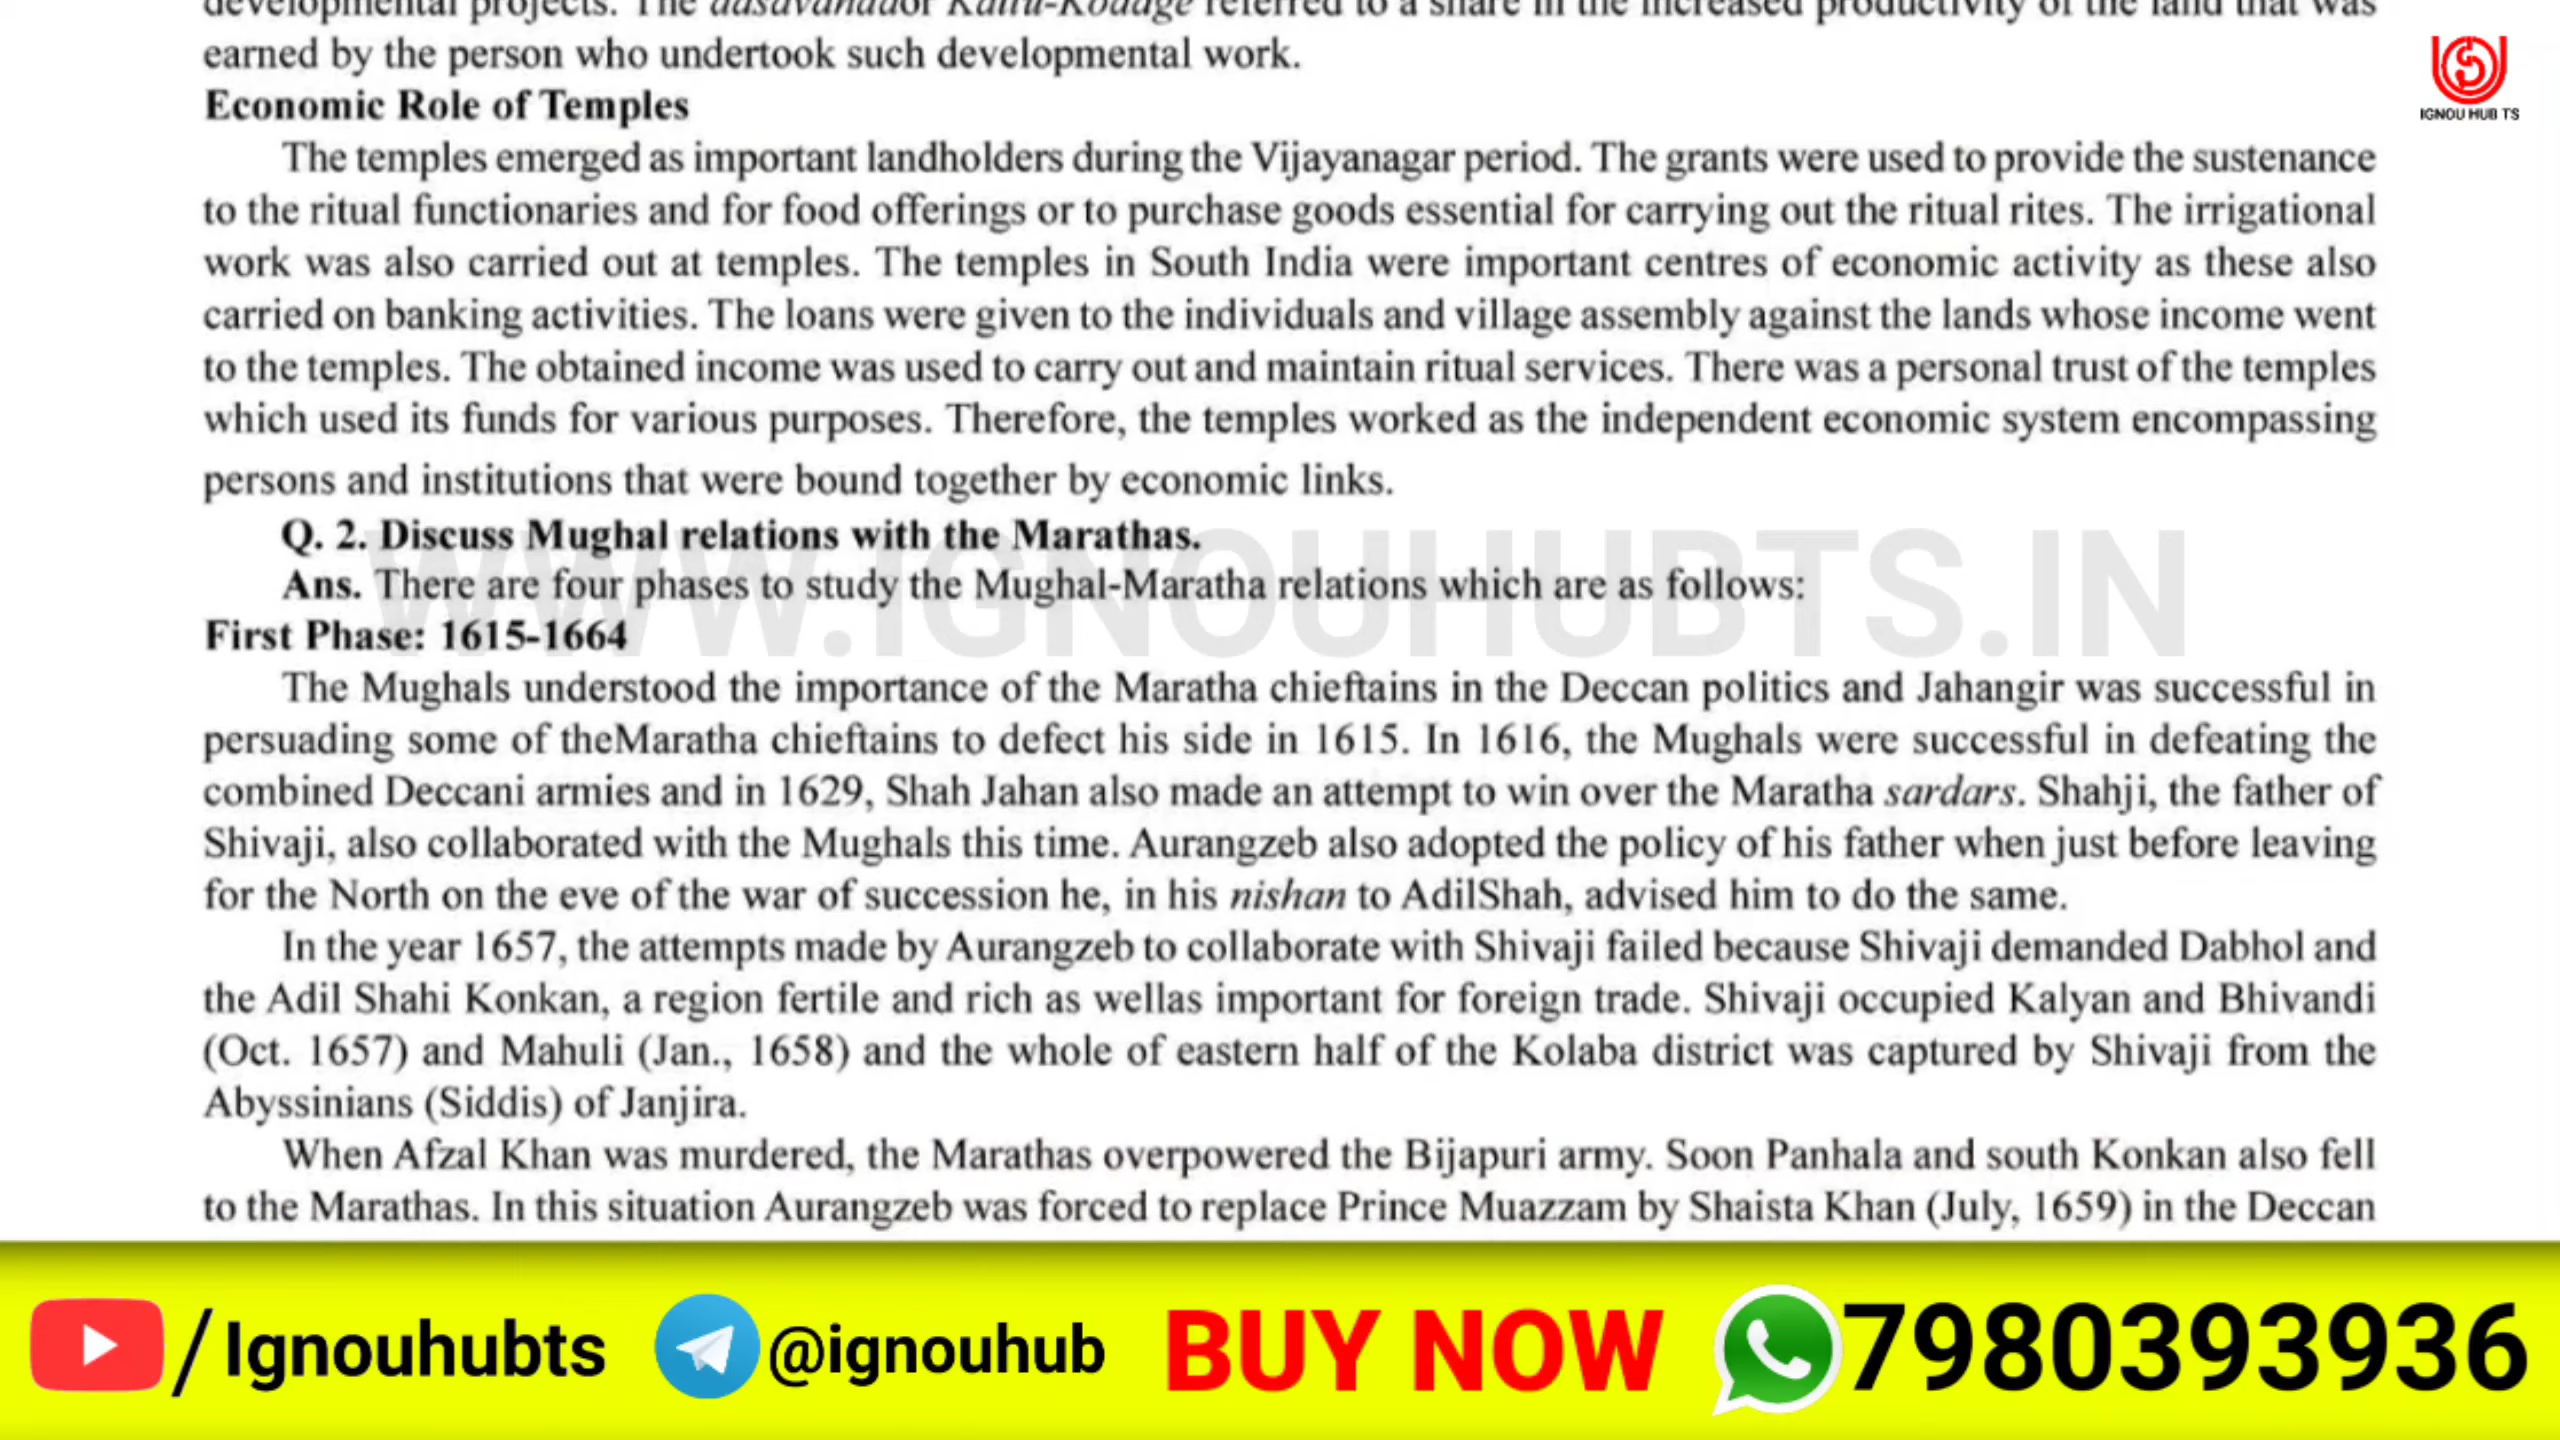 developmental projects. The dasavandaor Kattu-Kodage referred to a share in the increased productivity of the land that was
earned by the person who undertook such developmental work.
IGNOU HUB TS
Economic Role of Temples
The temples emerged as important landholders during the Vijayanagar period. The grants were used to provide the sustenance
to the ritual functionaries and for food offerings or to purchase goods essential for carrying out the ritual rites. The irrigational
work was also carried out at temples. The temples in South India were important centres of economic activity as these also
carried on banking activities. The loans were given to the individuals and village assembly against the lands whose income went
to the temples. The obtained income was used to carry out and maintain ritual services. There was a personal trust of the temples
which used its funds for various purposes. Therefore, the temples worked as the independent economic system encompassing
persons and institutions that were bound together by economic links.
Q. 2. Discuss Mughal relations with the Marathas.
Ans. There are four phases to study the Mughal-Maratha relations which are as follows:
WWW.IGNOUHUBTS.IN
First Phase: 1615-1664
The Mughals understood the importance of the Maratha chieftains in the Deccan politics and Jahangir was successful in
persuading some of theMaratha chieftains to defect his side in 1615. In 1616, the Mughals were successful in defeating the
combined Deccani armies and in 1629, Shah Jahan also made an attempt to win over the Maratha sardars. Shahji, the father of
Shivaji, also collaborated with the Mughals this time. Aurangzeb also adopted the policy of his father when just before leaving
for the North on the eve of the war of succession he, in his nishan to AdilShah, advised him to do the same.
In the year 1657, the attempts made by Aurangzeb to collaborate with Shivaji failed because Shivaji demanded Dabhol and
the Adil Shahi Konkan, a region fertile and rich as wellas important for foreign trade. Shivaji occupied Kalyan and Bhivandi
(Oct. 1657) and Mahuli (Jan., 1658) and the whole of eastern half of the Kolaba district was captured by Shivaji from the
Abyssinians (Siddis) of Janjira.
When Afzal Khan was murdered, the Marathas overpowered the Bijapuri army. Soon Panhala and south Konkan also fell
to the Marathas. In this situation Aurangzeb was forced to replace Prince Muazzam by Shaista Khan (July, 1659) in the Deccan
/Ignouhubts @ignouhub BUY NOW 7980393936